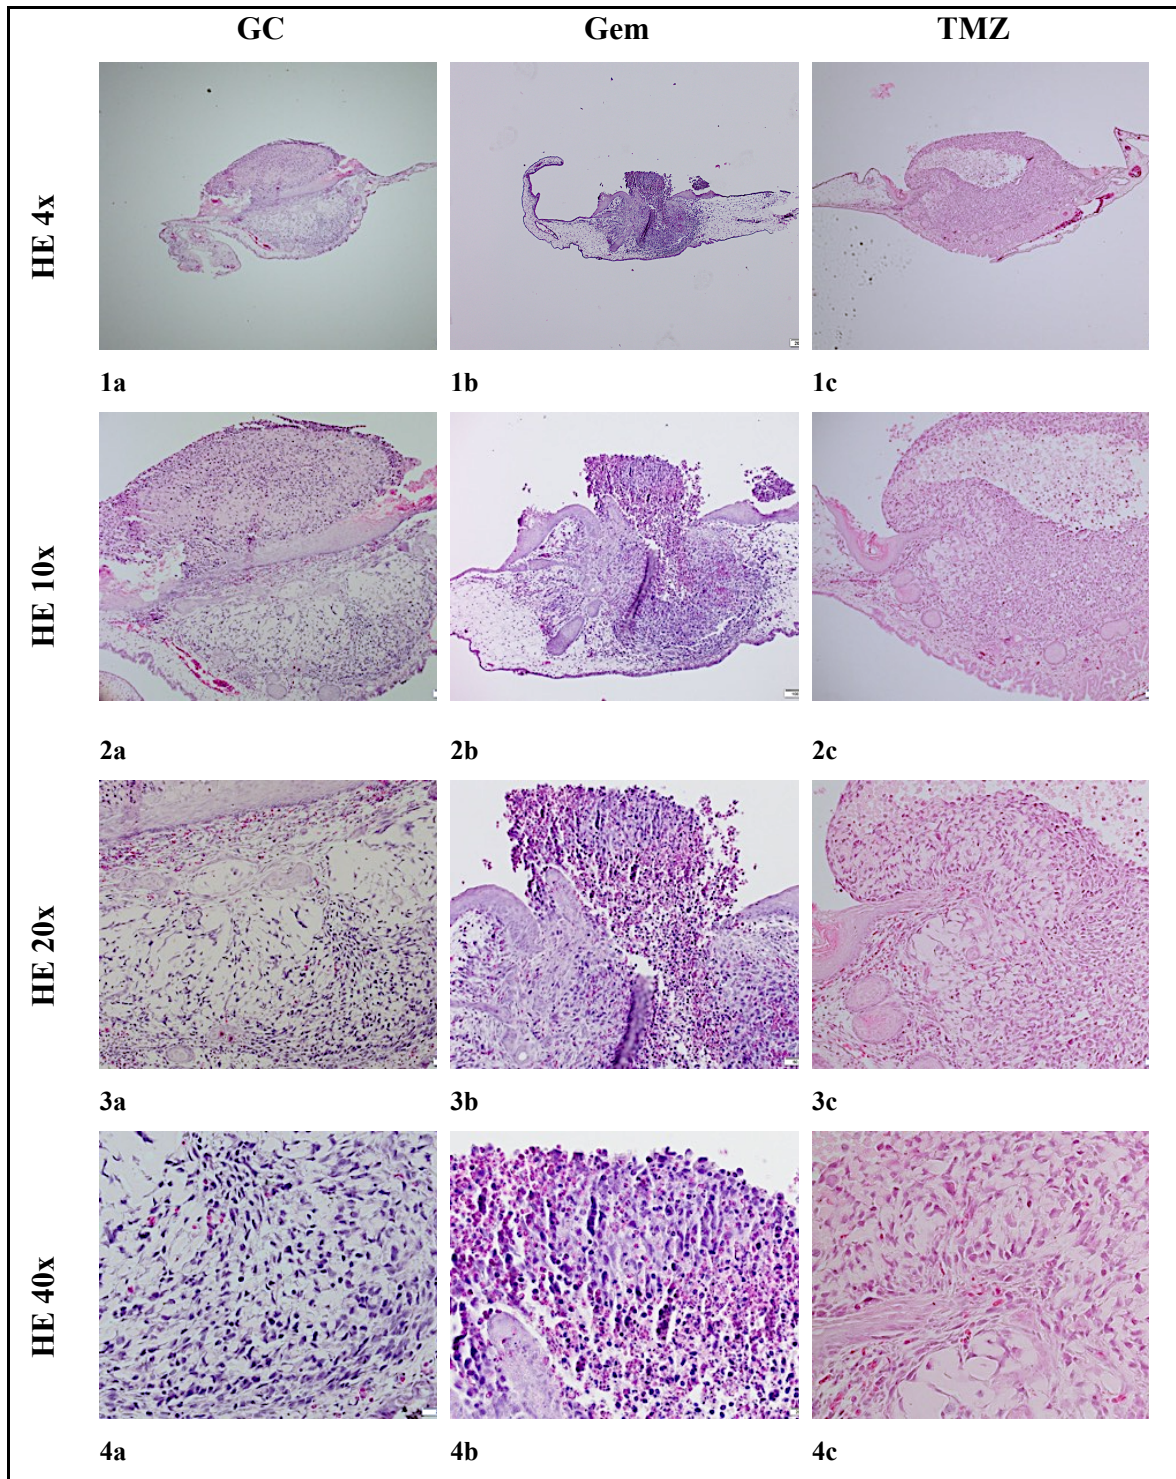 GC Gem TMZ
HE 4x
1a 1b 1c
HE 10x
2a 2b 2c
HE 20x
3a 3b 3c
HE 40x
4a 4b 4c